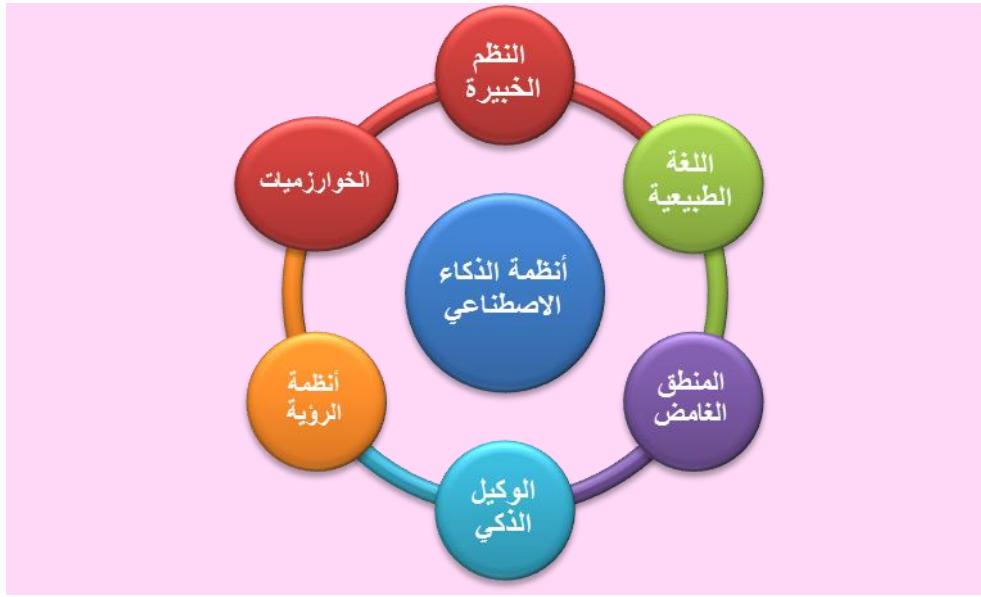 النظم
الخبيرة
اللغة
الطبيعية
الخوارزميات
أنظمة الذكاء
الاصطناعي
المنطق
الغامض
أنظمة
الرؤية
الوكيل
الذكي